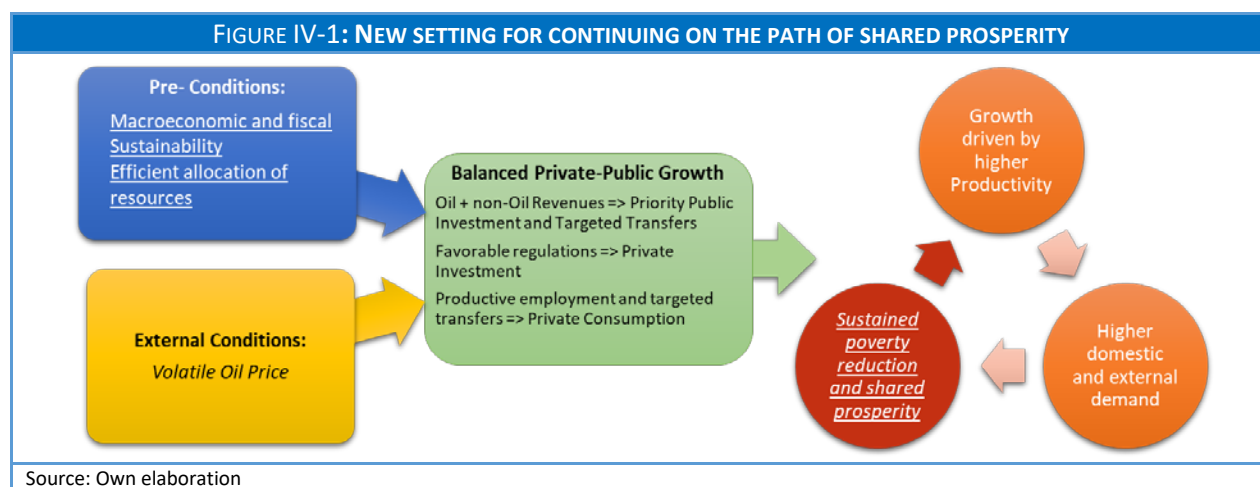 FIGURE IV-1: NEW SETTING FOR CONTINUING ON THE PATH OF SHARED PROSPERITY
Pre- Conditions:
Macroeconomic and fiscal
Sustainability
Efficient allocation of
resources
External Conditions:
Volatile Oil Price
Balanced Private-Public Growth
Oil + non-Oil Revenues => Priority Public
Investment and Targeted Transfers
Favorable regulations => Private
Investment
Productive employment and targeted
transfers => Private Consumption
Growth
driven by
higher
Productivity
Higher
domestic
and external
demand
Sustained
poverty
reduction
and shared
prosperity
Source: Own elaboration